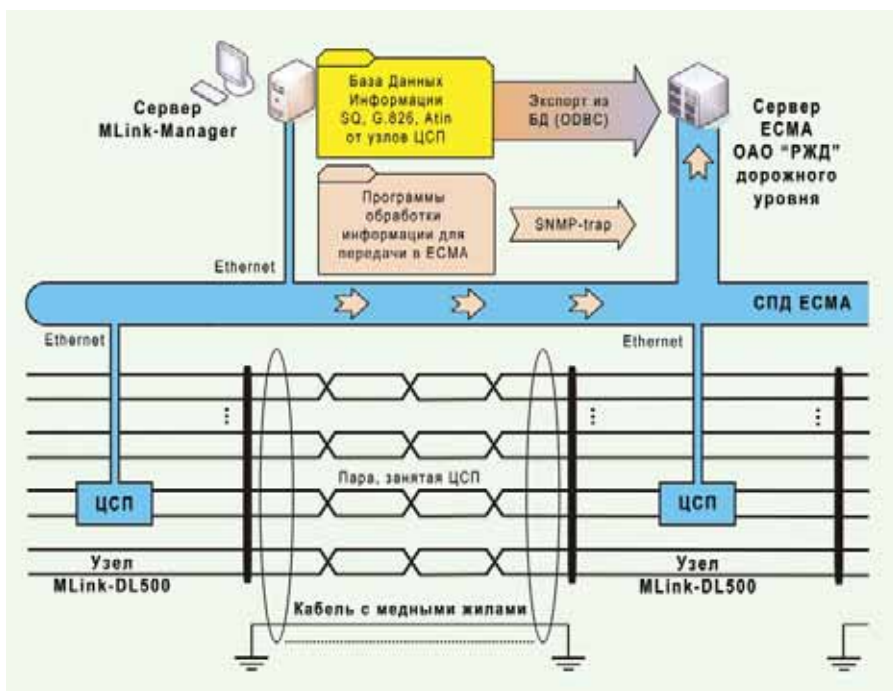 Сервер
MLink-Manager
База Данных
Информации
SQ, G.826, Atin
от узлов ЦСП
Экспорт из
БД (ODBC)
Сервер
ЕСМА
ОАО "РЖД"
дорожного
уровня
Программы
обработки
информации для
передачи в ЕСМА
SNMP-trap
Ethernet
СПД ЕСМА
Ethernet
Ethernet
Пара, занятая ЦСП
ЦСП
ЦСП
Узел
MLink-DL500
Узел
MLink-DL500
Кабель с медными жилами